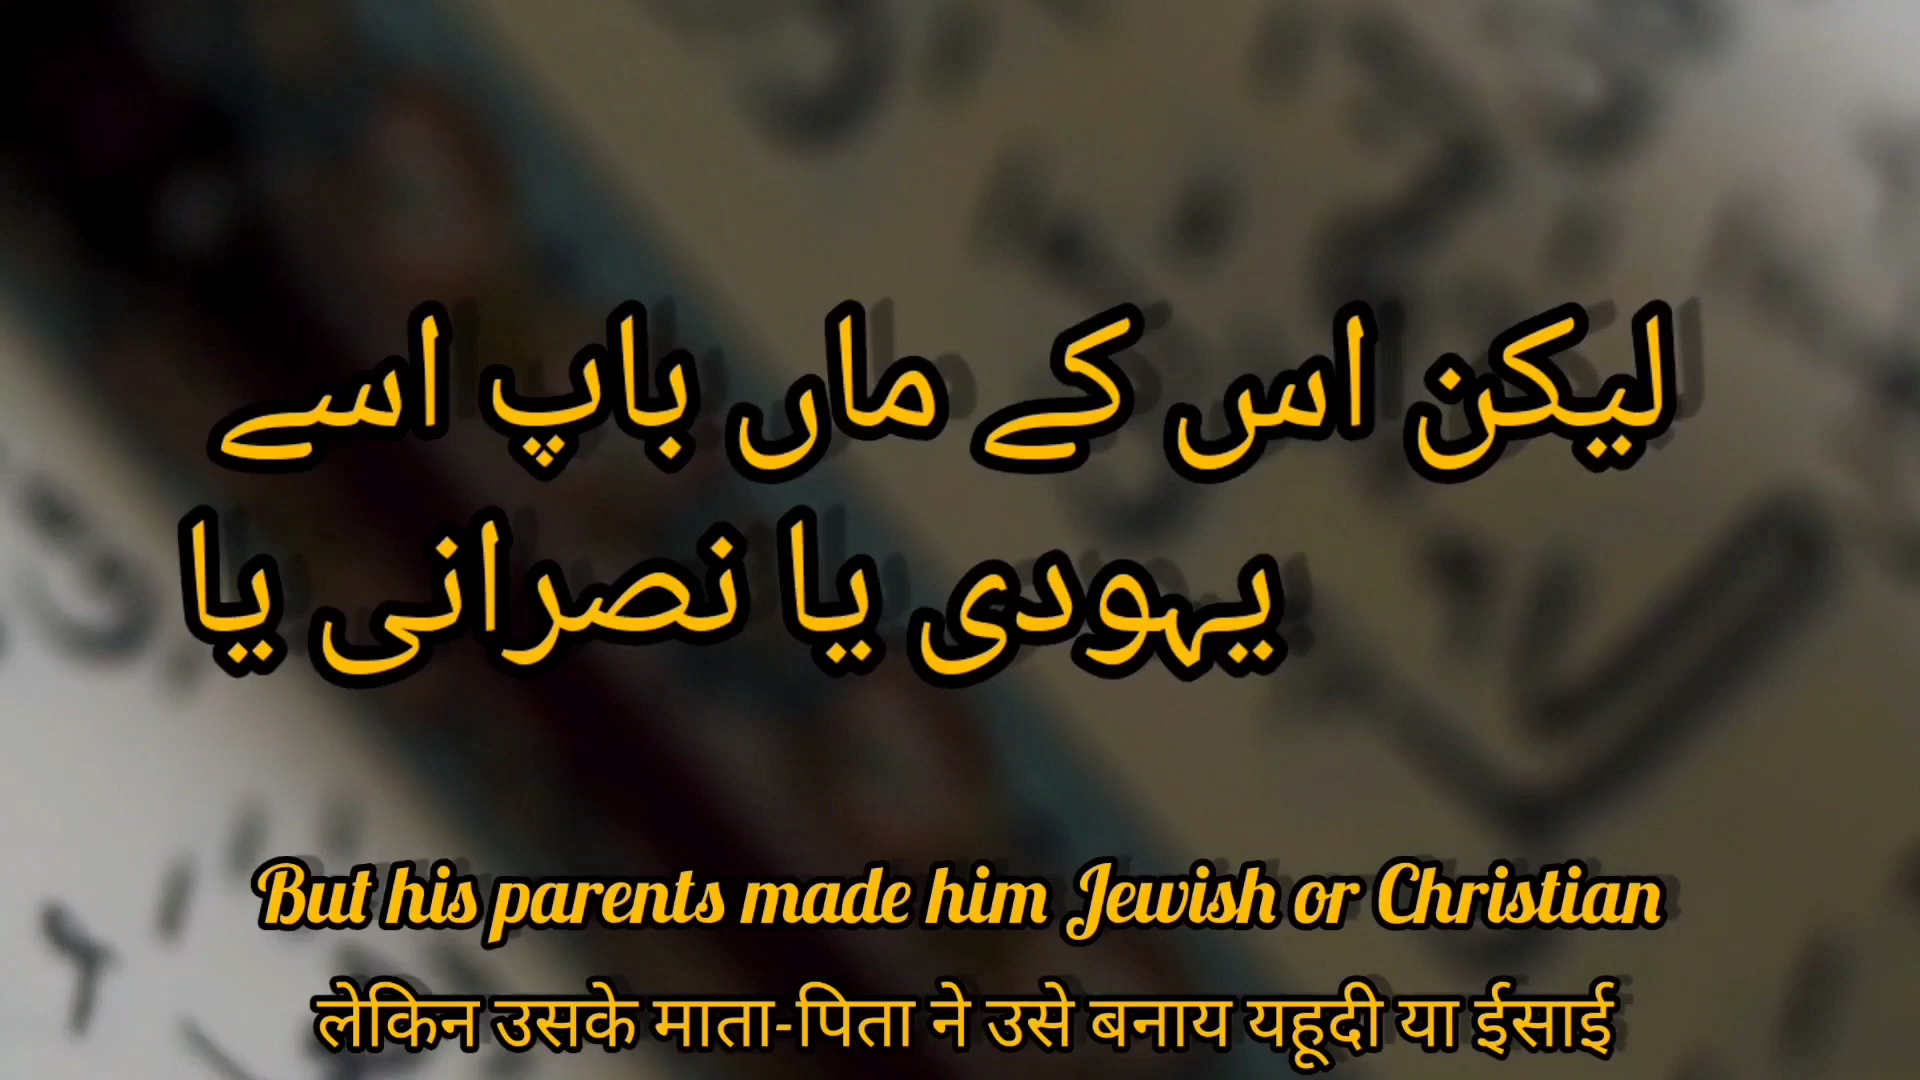 لیکن اس کے ماں باپ اسے
یہودی یا نصرانی یا
But his parents made him Jewish or Christian
लेकिन उसके माता-पिता ने उसे बनाय यहूदी या ईसाई